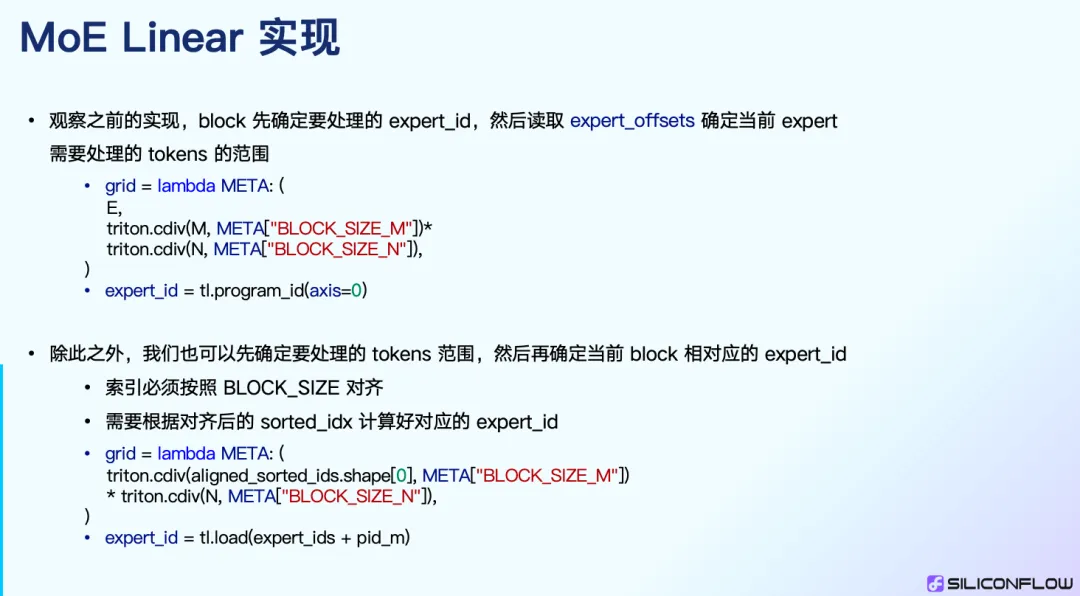 MoE Linear 实现
• 观察之前的实现，block 先确定要处理的 expert_id，然后读取 expert_offsets 确定当前 expert
需要处理的 tokens 的范围
• grid = lambda META: (
E,
triton.cdiv(M, META["BLOCK_SIZE_M"])*
triton.cdiv(N, META["BLOCK_SIZE_N"]),
)
• expert_id = tl.program_id(axis=0)
• 除此之外，我们也可以先确定要处理的 tokens 范围，然后再确定当前 block 相对应的 expert_id
• 索引必须按照 BLOCK_SIZE 对齐
• 需要根据对齐后的 sorted_idx 计算好对应的 expert_id
• grid = lambda META: (
triton.cdiv(aligned_sorted_ids.shape[0], META["BLOCK_SIZE_M"])
* triton.cdiv(N, META["BLOCK_SIZE_N"]),
)
• expert_id = tl.load(expert_ids + pid_m)
SILICONFLOW